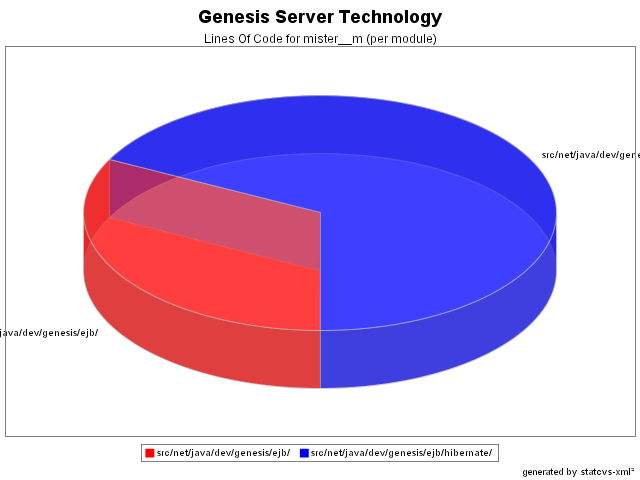 Genesis Server Technology
Lines Of Code for mister__m (per module)
src/net/java/dev/gene
java/dev/genesis/ejb/
src/net/java/dev/genesis/ejb/ src/net/java/dev/genesis/ejb/hibernate/
generated by statcvs-xml²